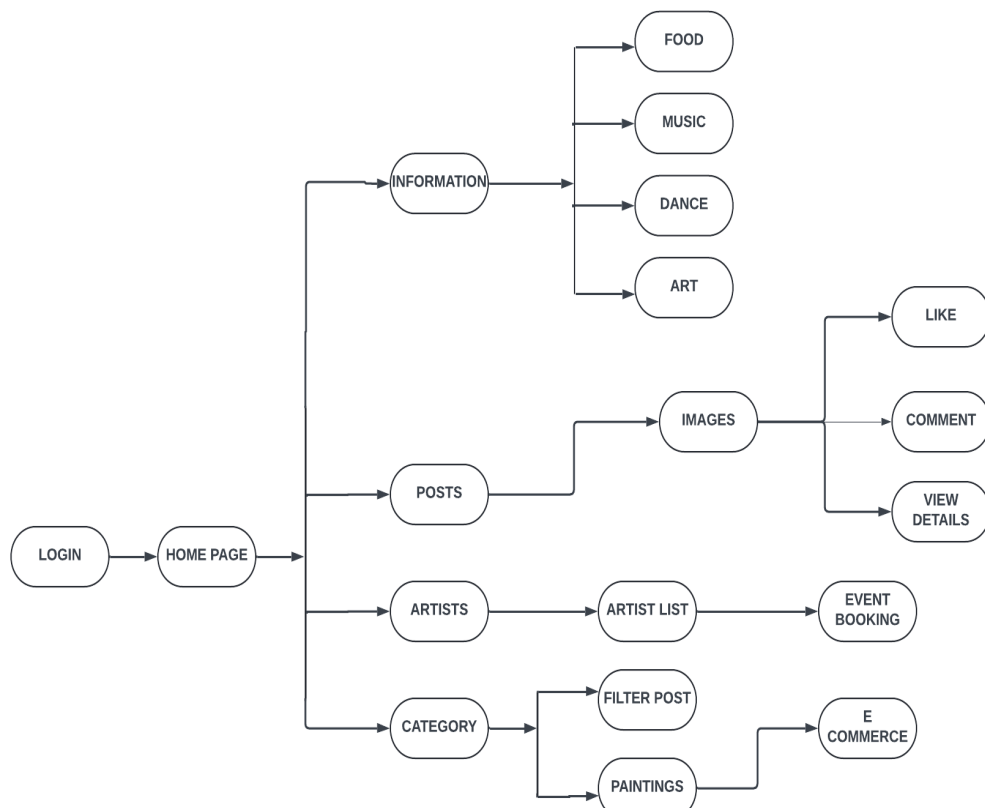 FOOD
MUSIC
INFORMATION
DANCE
ART
LIKE
IMAGES
COMMENT
POSTS
VIEW
DETAILS
LOGIN
HOME PAGE
ARTISTS
ARTIST LIST
EVENT
BOOKING
FILTER POST
CATEGORY
E
COMMERCE
PAINTINGS